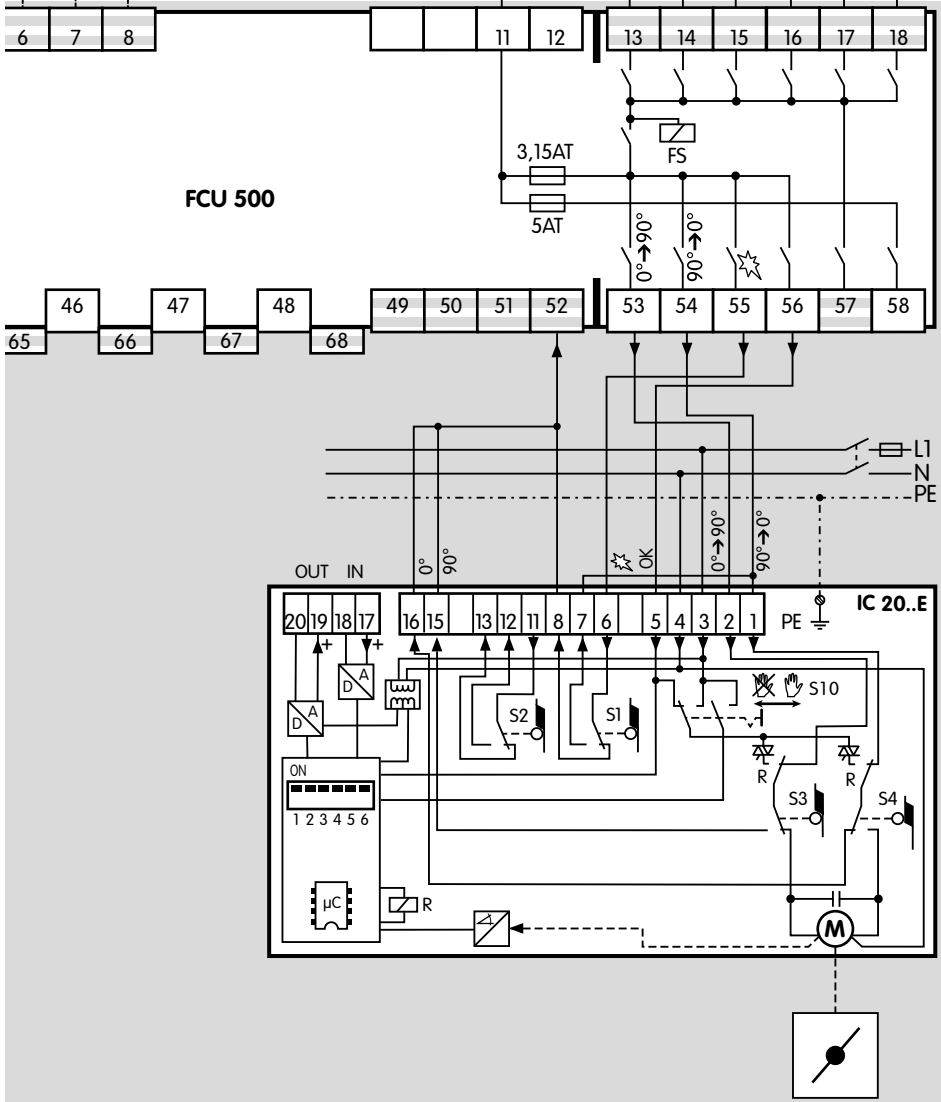 6 7 8 11 12 13 14 15 16 17 18
3,15AT
FS
FCU 500
5AT
0°➔90°
90°➔0°
46 47 48 49 50 51 52 53 54 55 56 57 58
65 66 67 68
L1
N
PE
0°
90°
OK
0°➔90°
90°➔0°
OUT IN
IC 20..E
20 19 18 17 16 15 13 12 11 8 7 6 5 4 3 2 1 PE
+ +
D A
D A
S2 S1 S10
ON
R R
1 2 3 4 5 6
S3 S4
µC
R
M